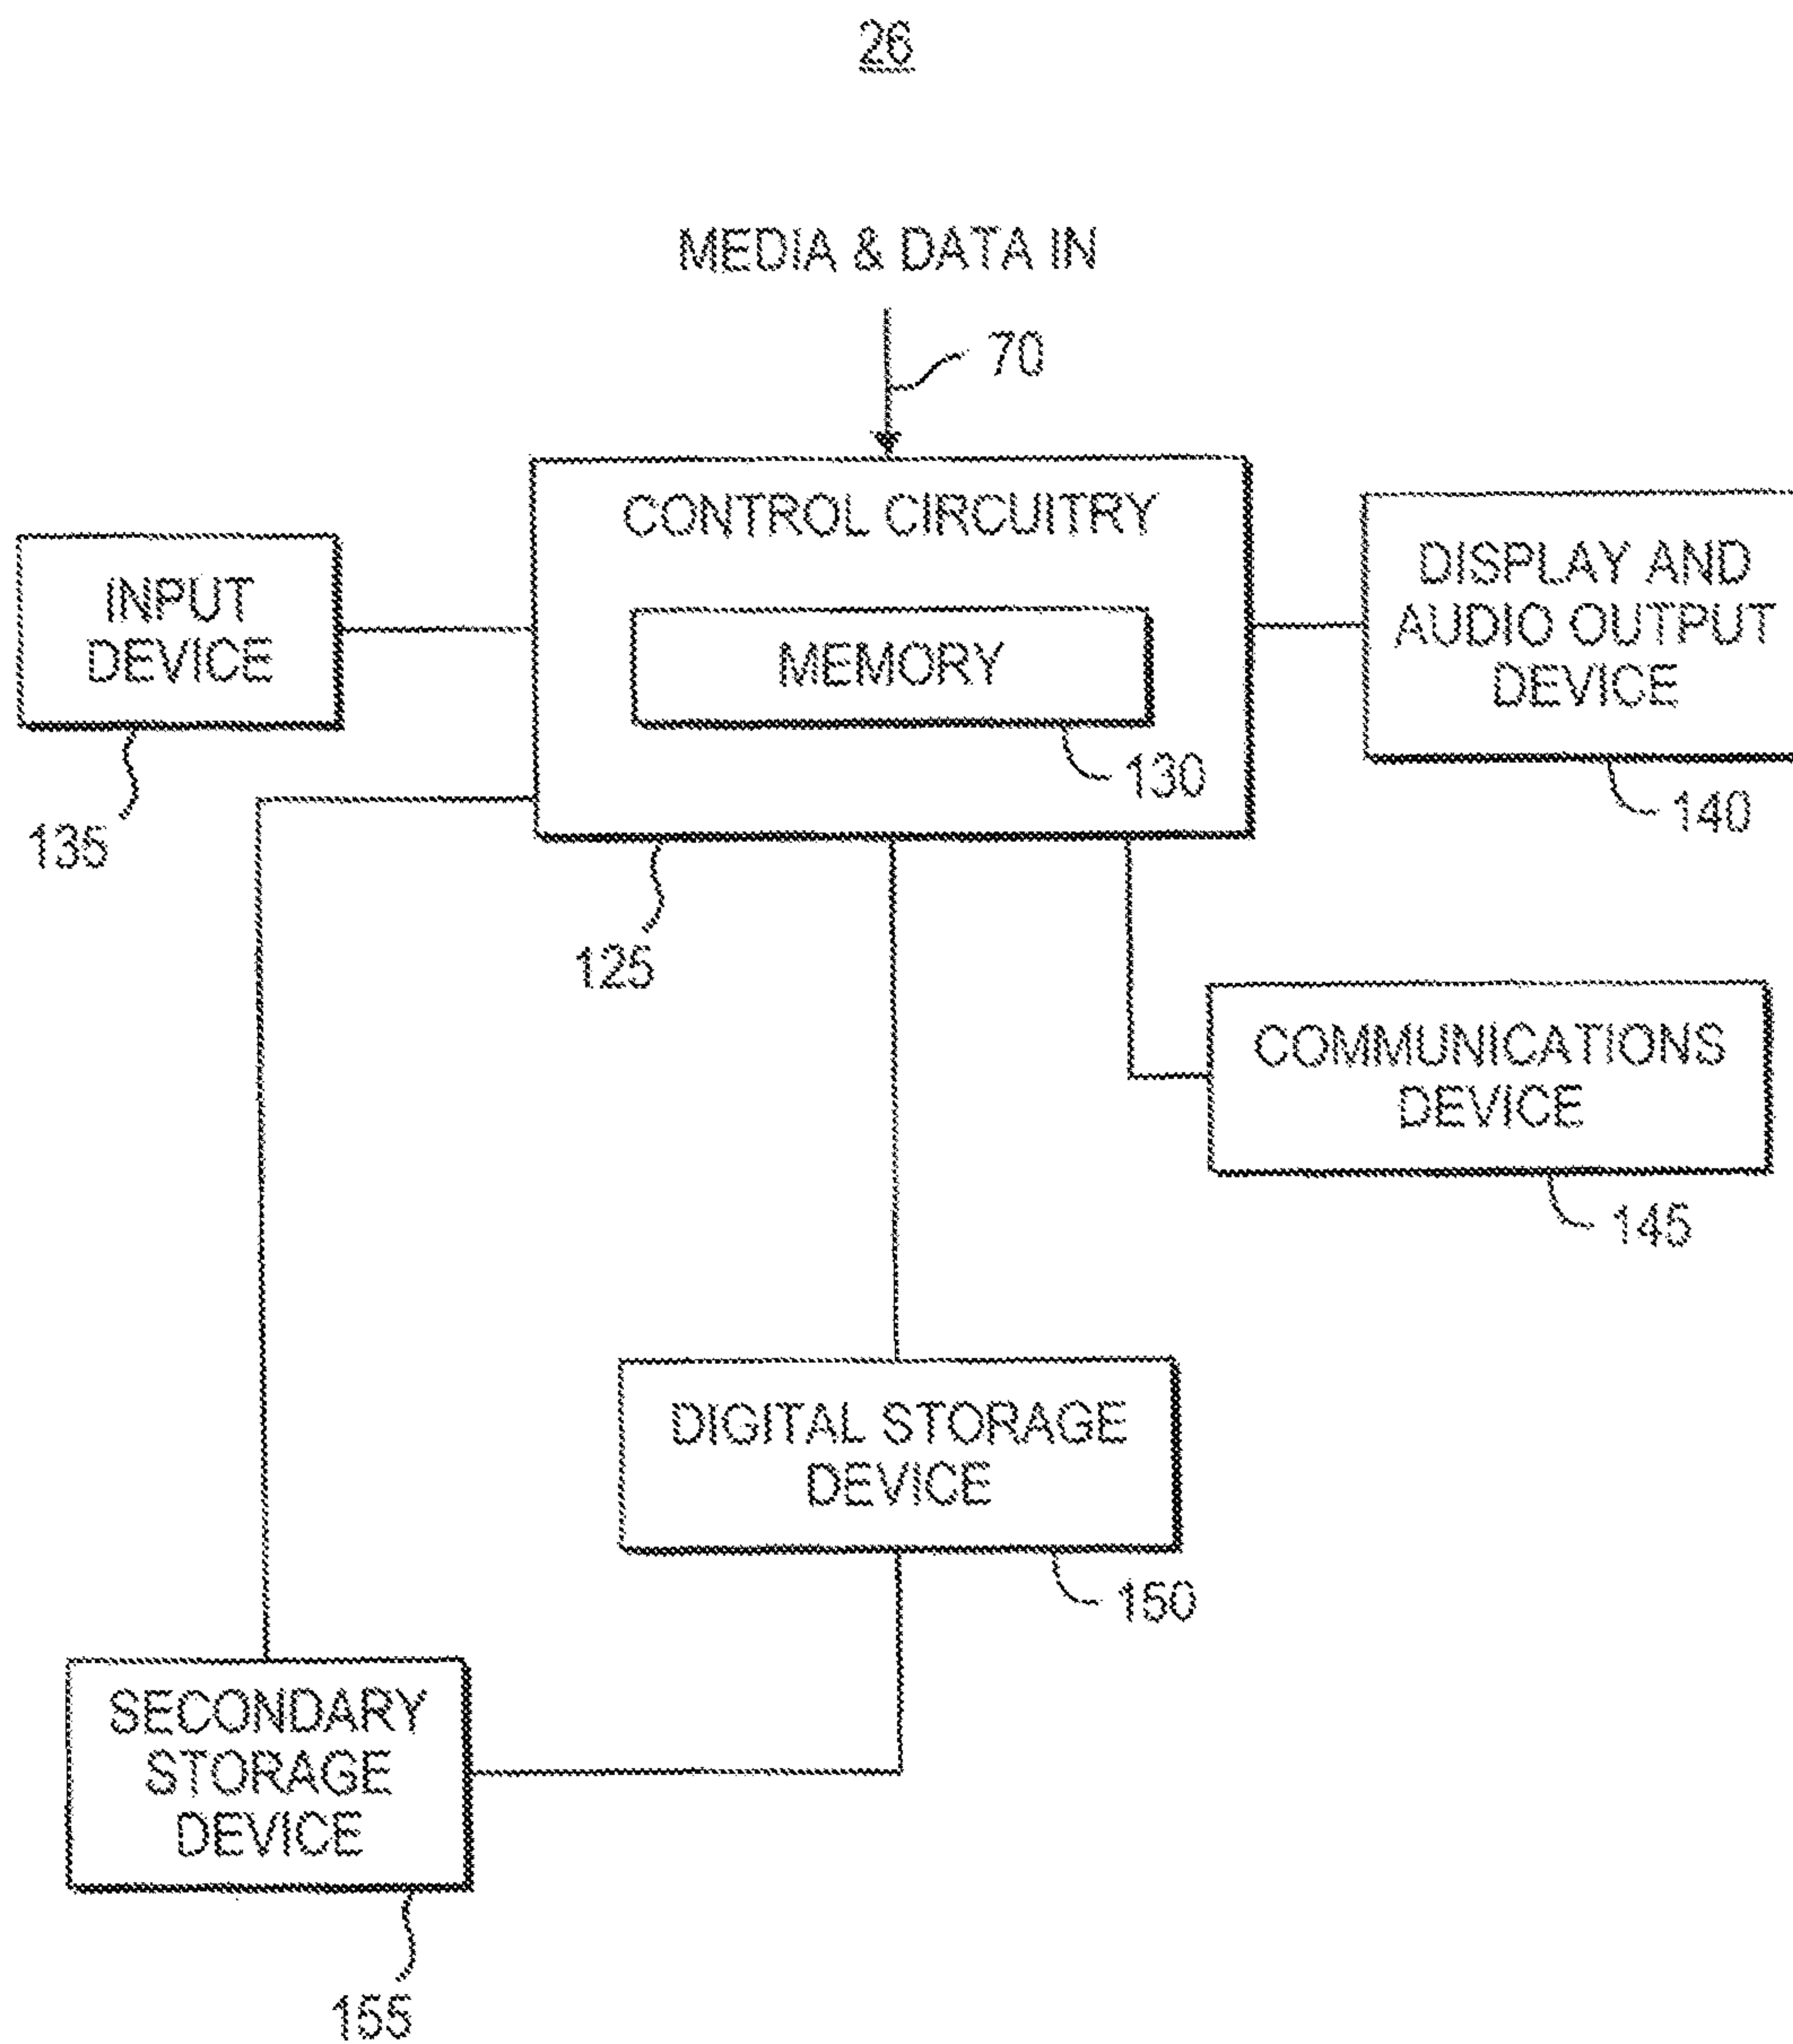 26
MEDIA & DATA IN
70
CONTROL CIRCUITRY
MEMORY
130
125
INPUT
DEVICE
135
DISPLAY AND
AUDIO OUTPUT
DEVICE
140
COMMUNICATIONS
DEVICE
145
DIGITAL STORAGE
DEVICE
150
SECONDARY
STORAGE
DEVICE
155